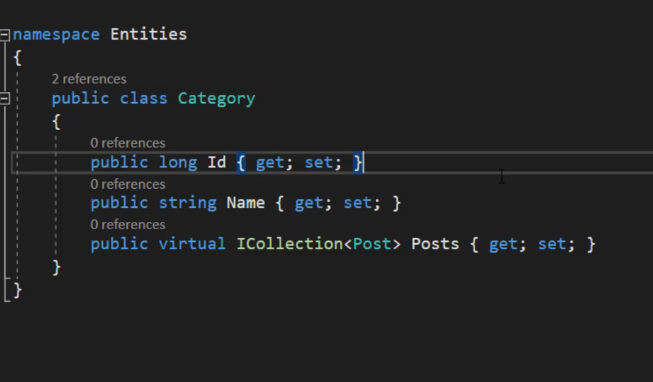 namespace Entities
{
2 references
public class Category
{
0 references
public long Id { get; set; }
0 references
public string Name { get; set; }
0 references
public virtual ICollection<Post> Posts { get; set; }
}
}